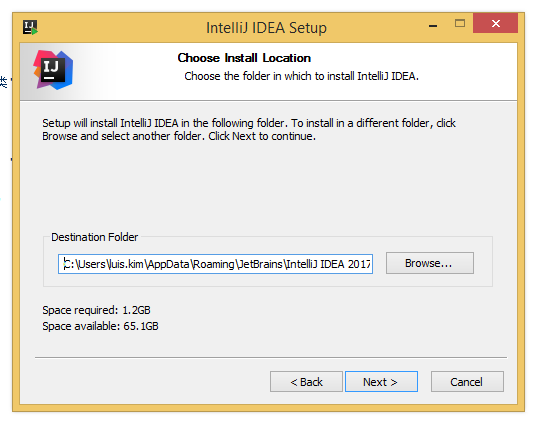 IntelliJ IDEA Setup
IJ
Choose Install Location
Choose the folder in which to install IntelliJ IDEA.
Setup will install IntelliJ IDEA in the following folder. To install in a different folder, click
Browse and select another folder. Click Next to continue.
Destination Folder
C:\Users\luis.kim\AppData\Roaming\JetBrains\IntelliJ IDEA 2017
Browse...
Space required: 1.2GB
Space available: 65.1GB
< Back
Next >
Cancel